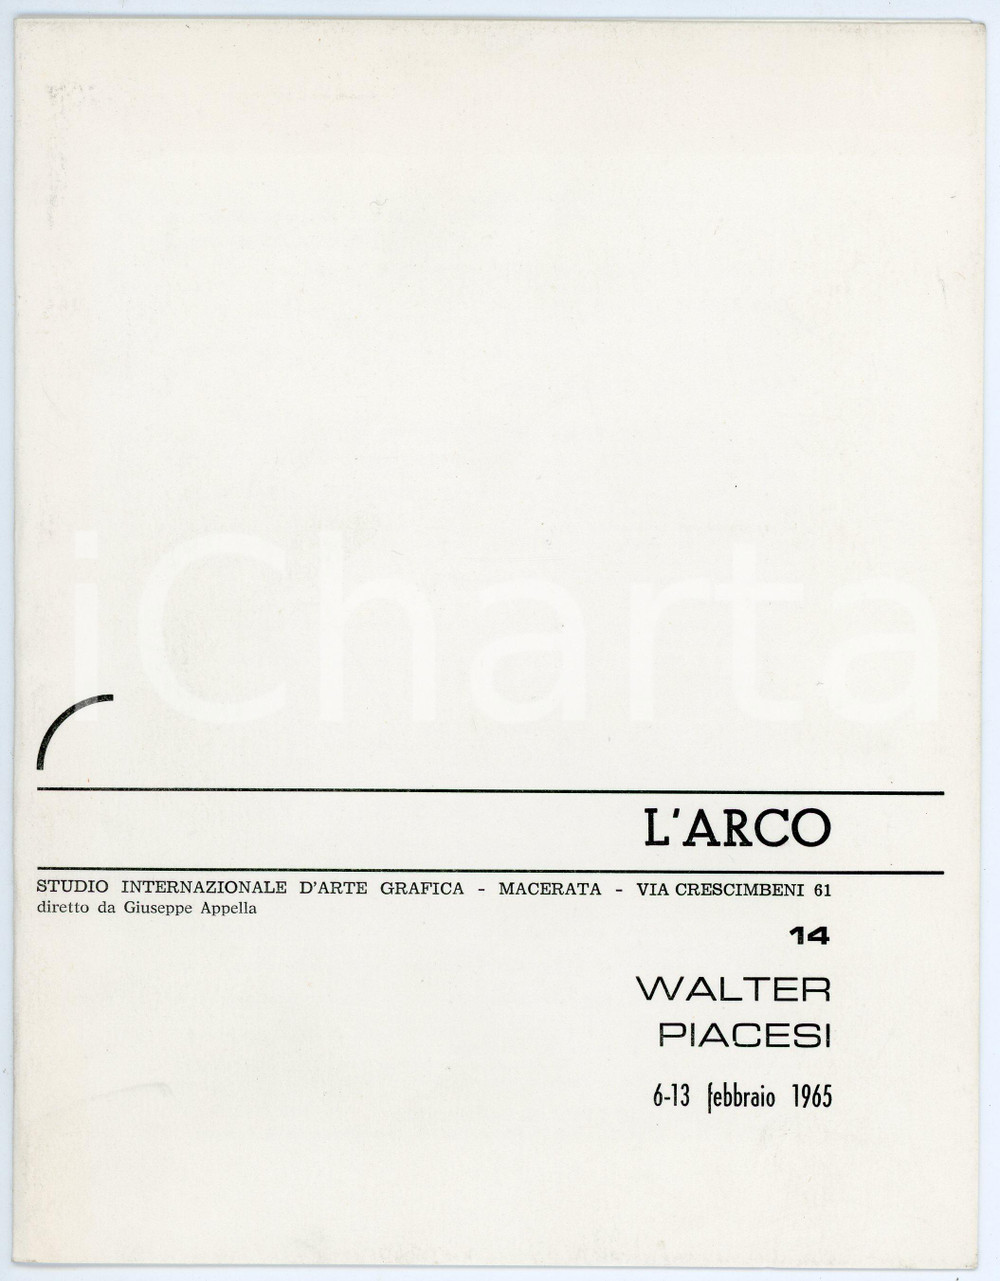 iCharta
L'ARCO
STUDIO INTERNAZIONALE D'ARTE GRAFICA - MACERATA - VIA CRESCIMBENI 61
diretto da Giuseppe Appella
14
WALTER
PIACESI
6-13 febbraio 1965